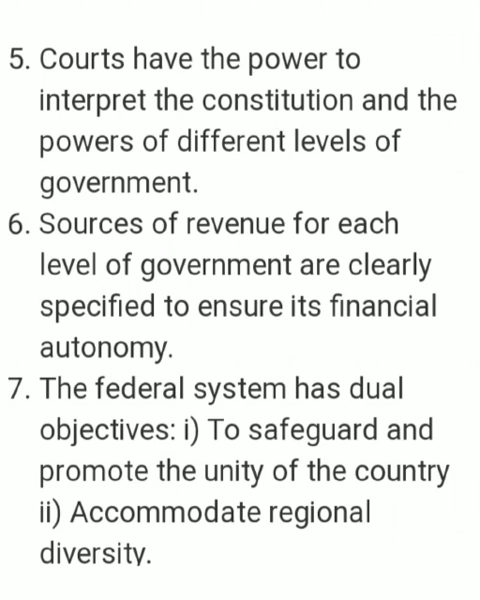 5. Courts have the power to
interpret the constitution and the
powers of different levels of
government.
6. Sources of revenue for each
level of government are clearly
specified to ensure its financial
autonomy.
7. The federal system has dual
objectives: i) To safeguard and
promote the unity of the country
ii) Accommodate regional
diversity.